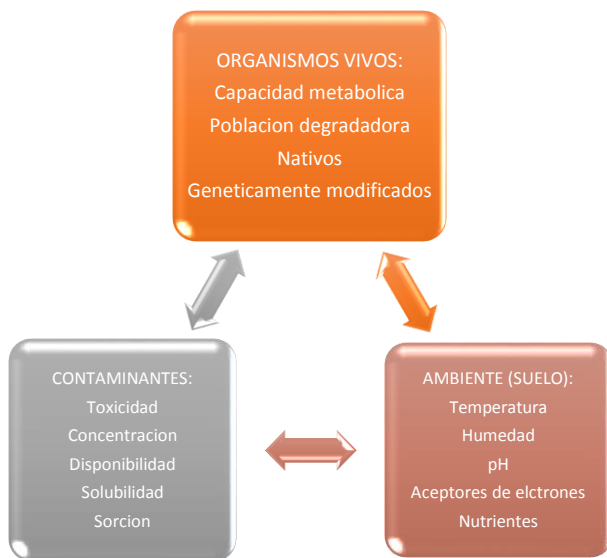 ORGANISMOS VIVOS:
Capacidad metabolica
Poblacion degradadora
Nativos
Geneticamente modificados
CONTAMINANTES:
Toxicidad
Concentracion
Disponibilidad
Solubilidad
Sorcion
AMBIENTE (SUELO):
Temperatura
Humedad
pH
Aceptores de elctrones
Nutrientes